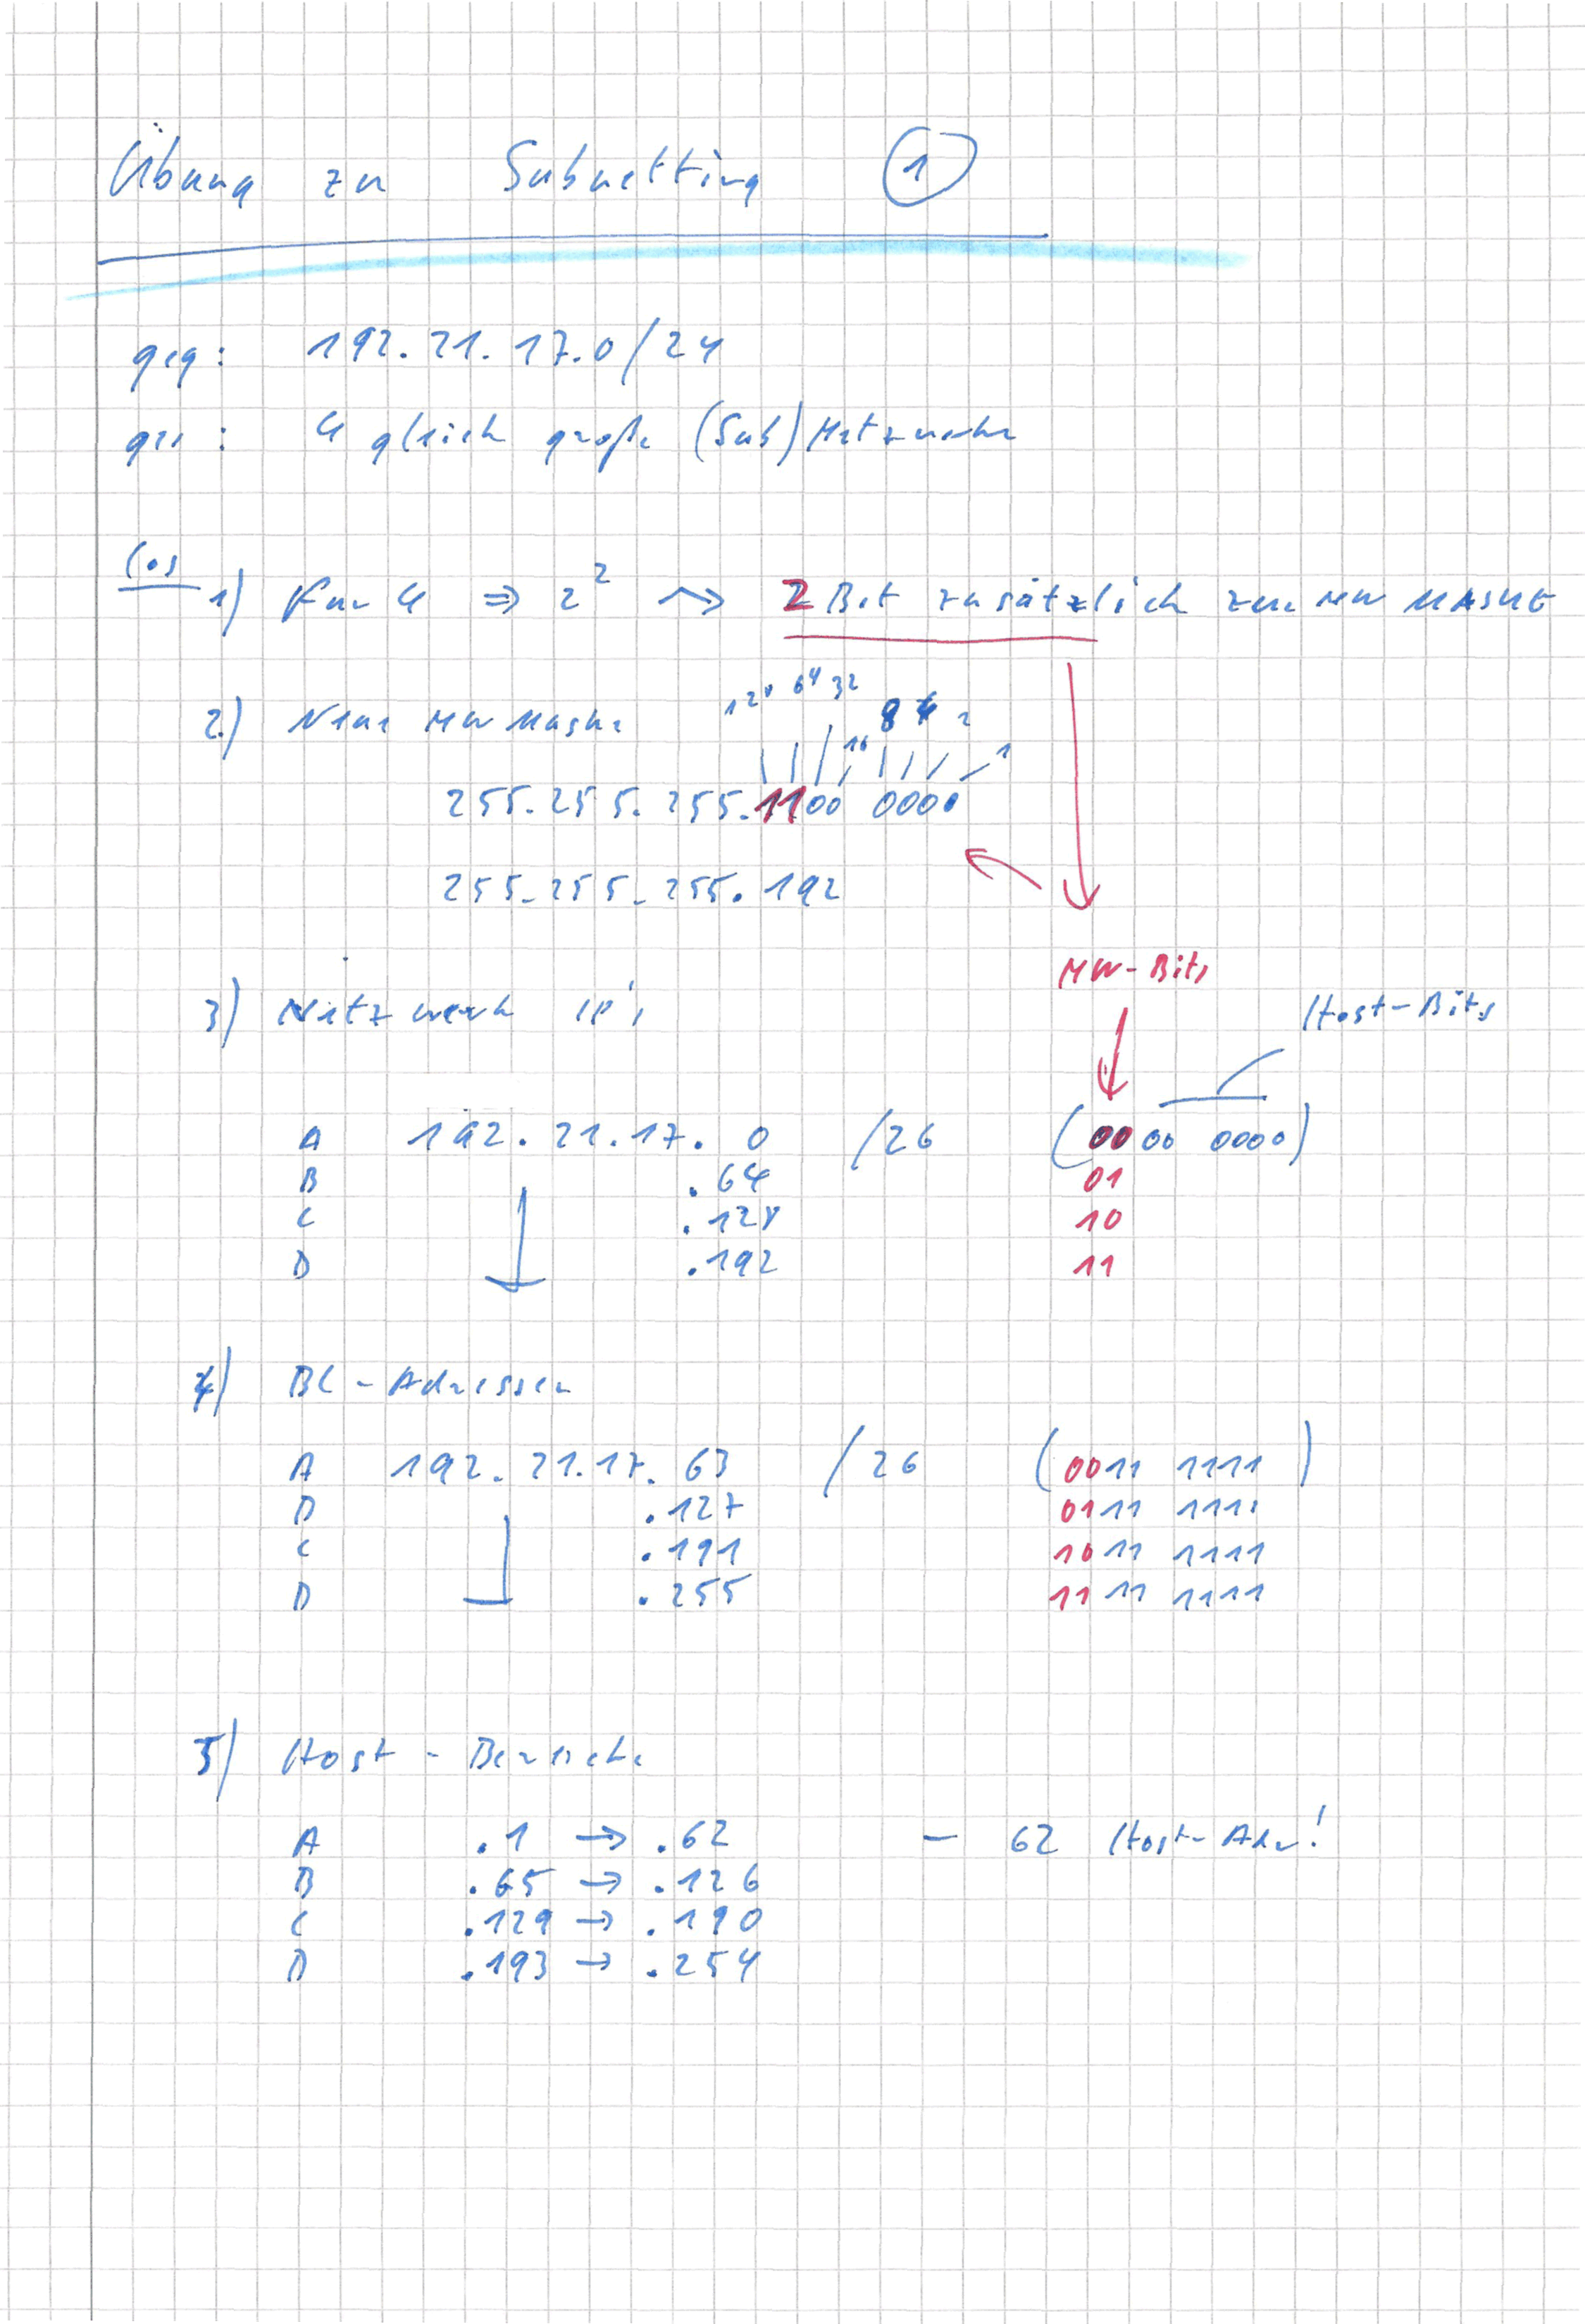 Übung zu Subnetting 1
geg: 192.21.17.0/24
ges: 4 gleich große (Sub)Netzwerke
Lös
1) Für 4 => 2² ~> 2 Bit zusätzlich zur NW MASKE
2.) Neue NW Maske
128 64 32 16 8 4 2 1
255.255.255.1100 0000
255.255.255.192
NW-Bits
3) Netzwerk IP's
Host-Bits
A 192.21.17.0 /26 (0000 0000)
B .64 01
C .128 10
D .192 11
4) BC-Adressen
A 192.21.17.63 /26 (0011 1111)
B .127 0111 1111
C .191 1011 1111
D .255 1111 1111
5) Host-Bereiche
A .1 → .62 – 62 Host-Adr!
B .65 → .126
C .129 → .190
D .193 → .254